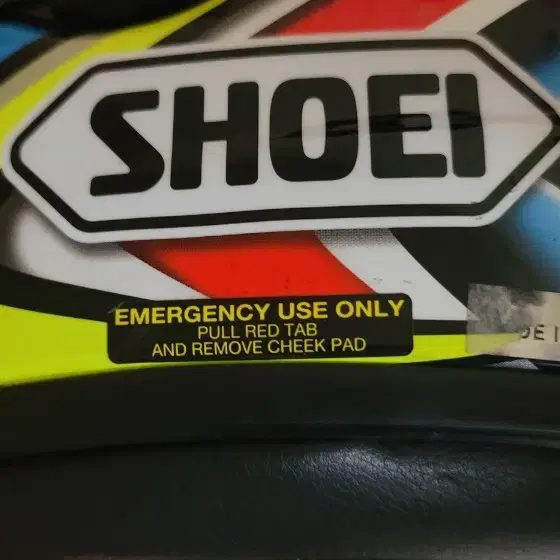 SHOEI
EMERGENCY USE ONLY
PULL RED TAB
AND REMOVE CHEEK PAD